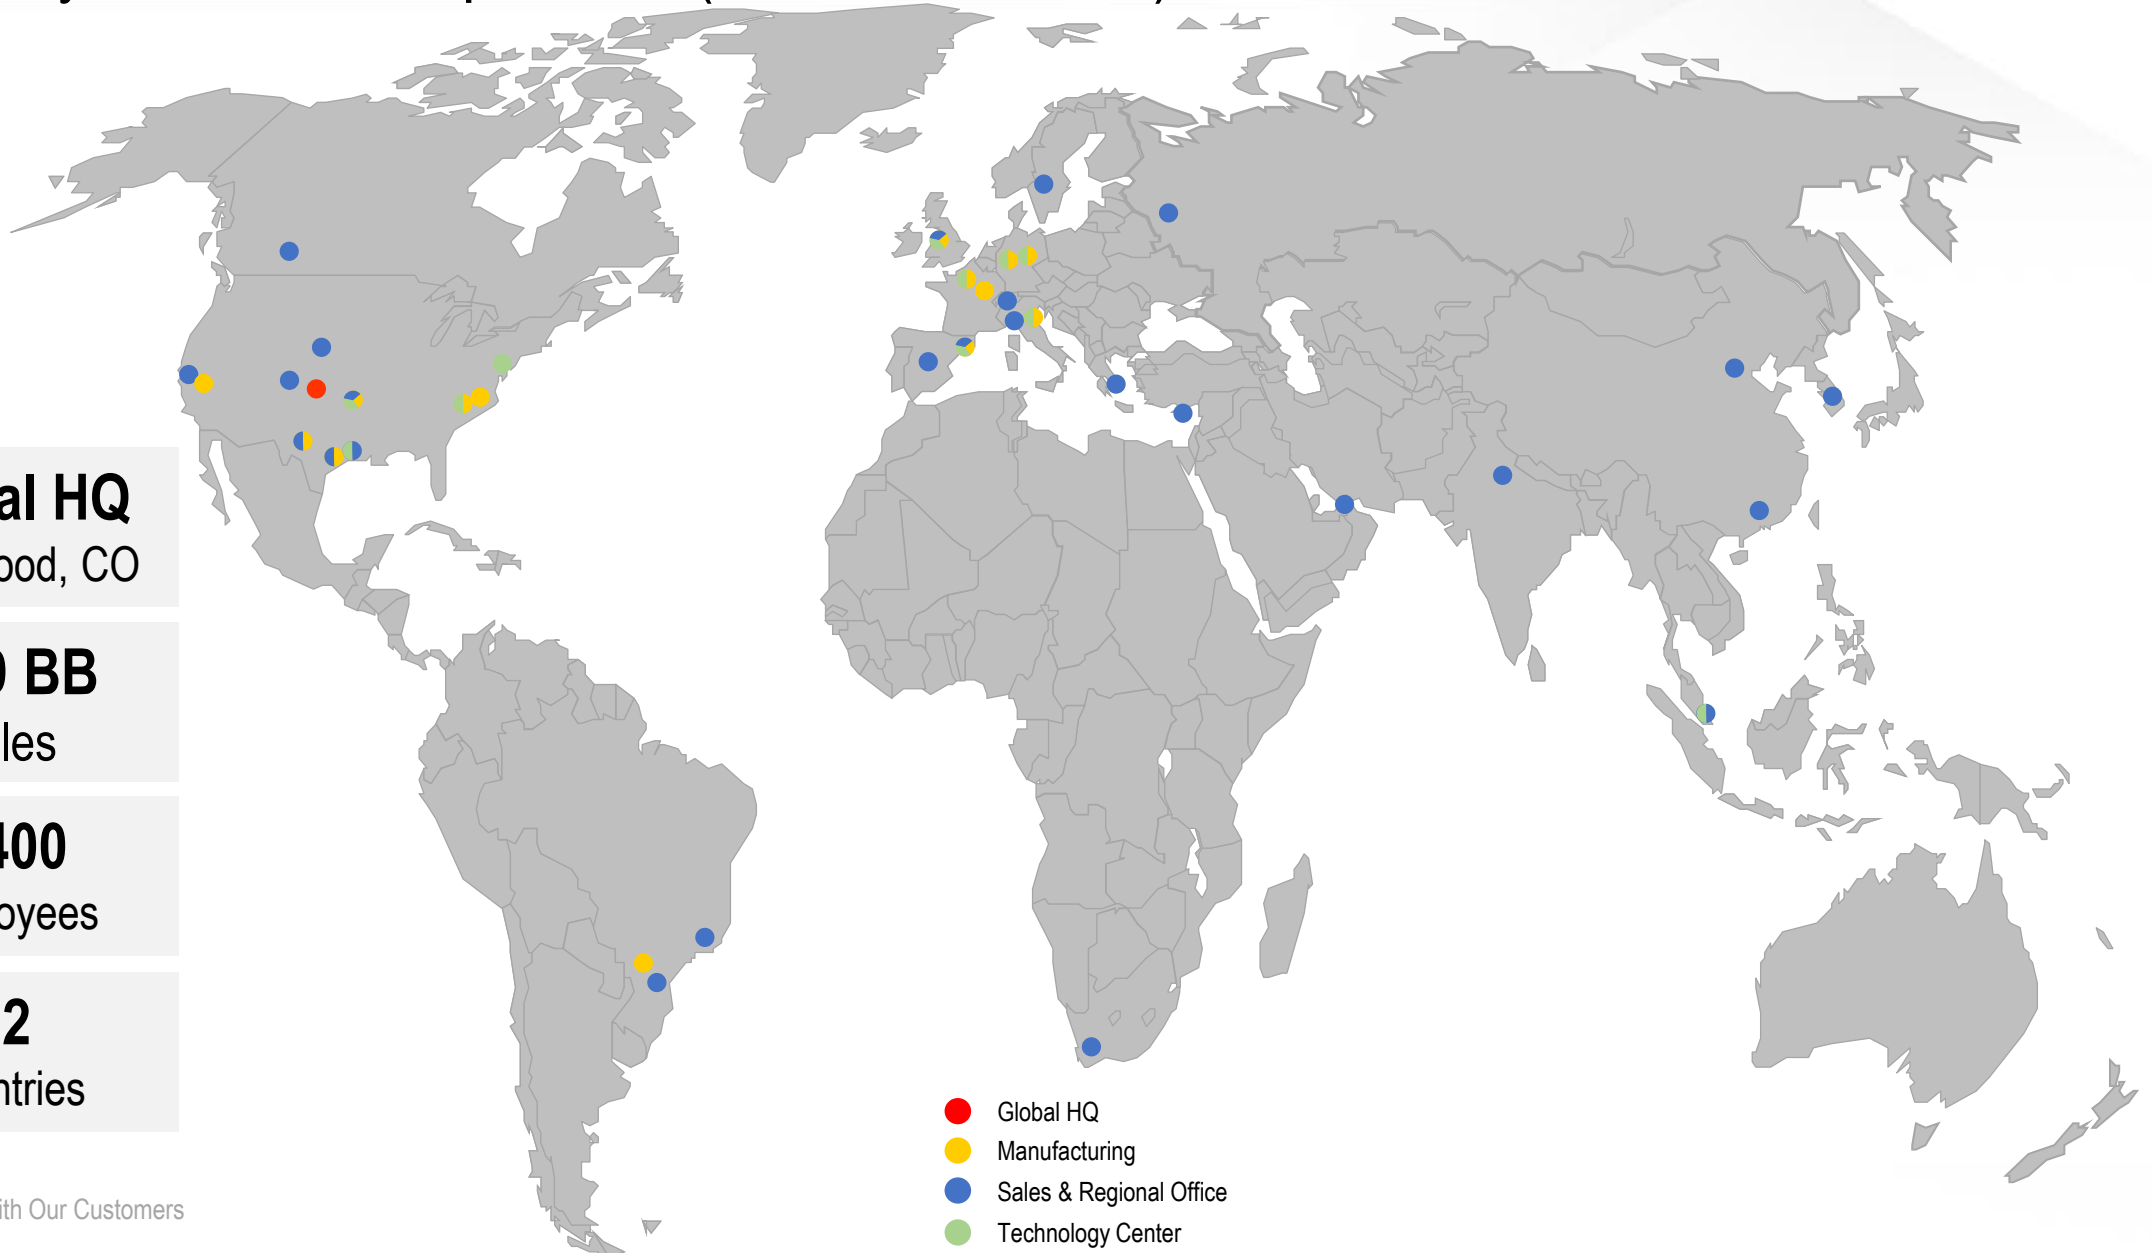 al HQ
ood, CO
BB
les
400
oyees
2
ntries
Global HQ
Manufacturing
Sales & Regional Office
Technology Center
ith Our Customers